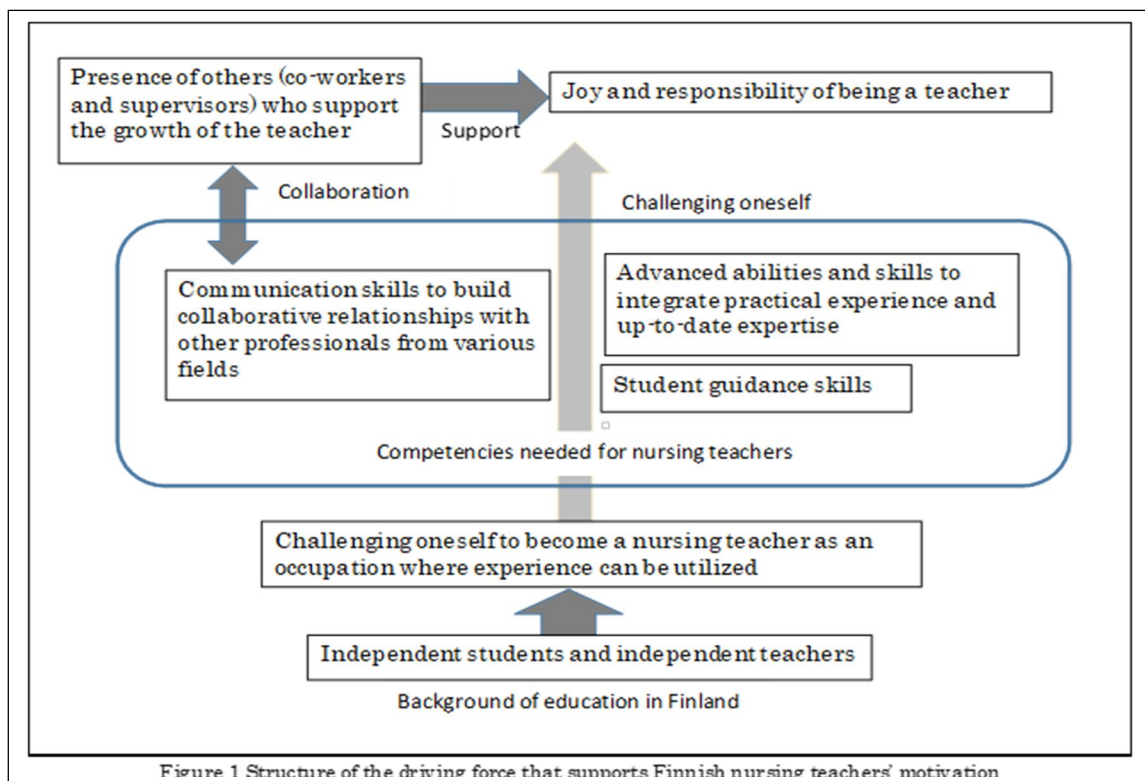 Presence of others (co-workers
and supervisors) who support
the growth of the teacher
Support
Joy and responsibility of being a teacher
Collaboration
Challenging oneself
Communication skills to build
collaborative relationships with
other professionals from various
fields
Advanced abilities and skills to
integrate practical experience and
up-to-date expertise
Student guidance skills
Competencies needed for nursing teachers
Challenging oneself to become a nursing teacher as an
occupation where experience can be utilized
Independent students and independent teachers
Background of education in Finland
Figure 1 Structure of the driving force that supports Finnish nursing teachers' motivation